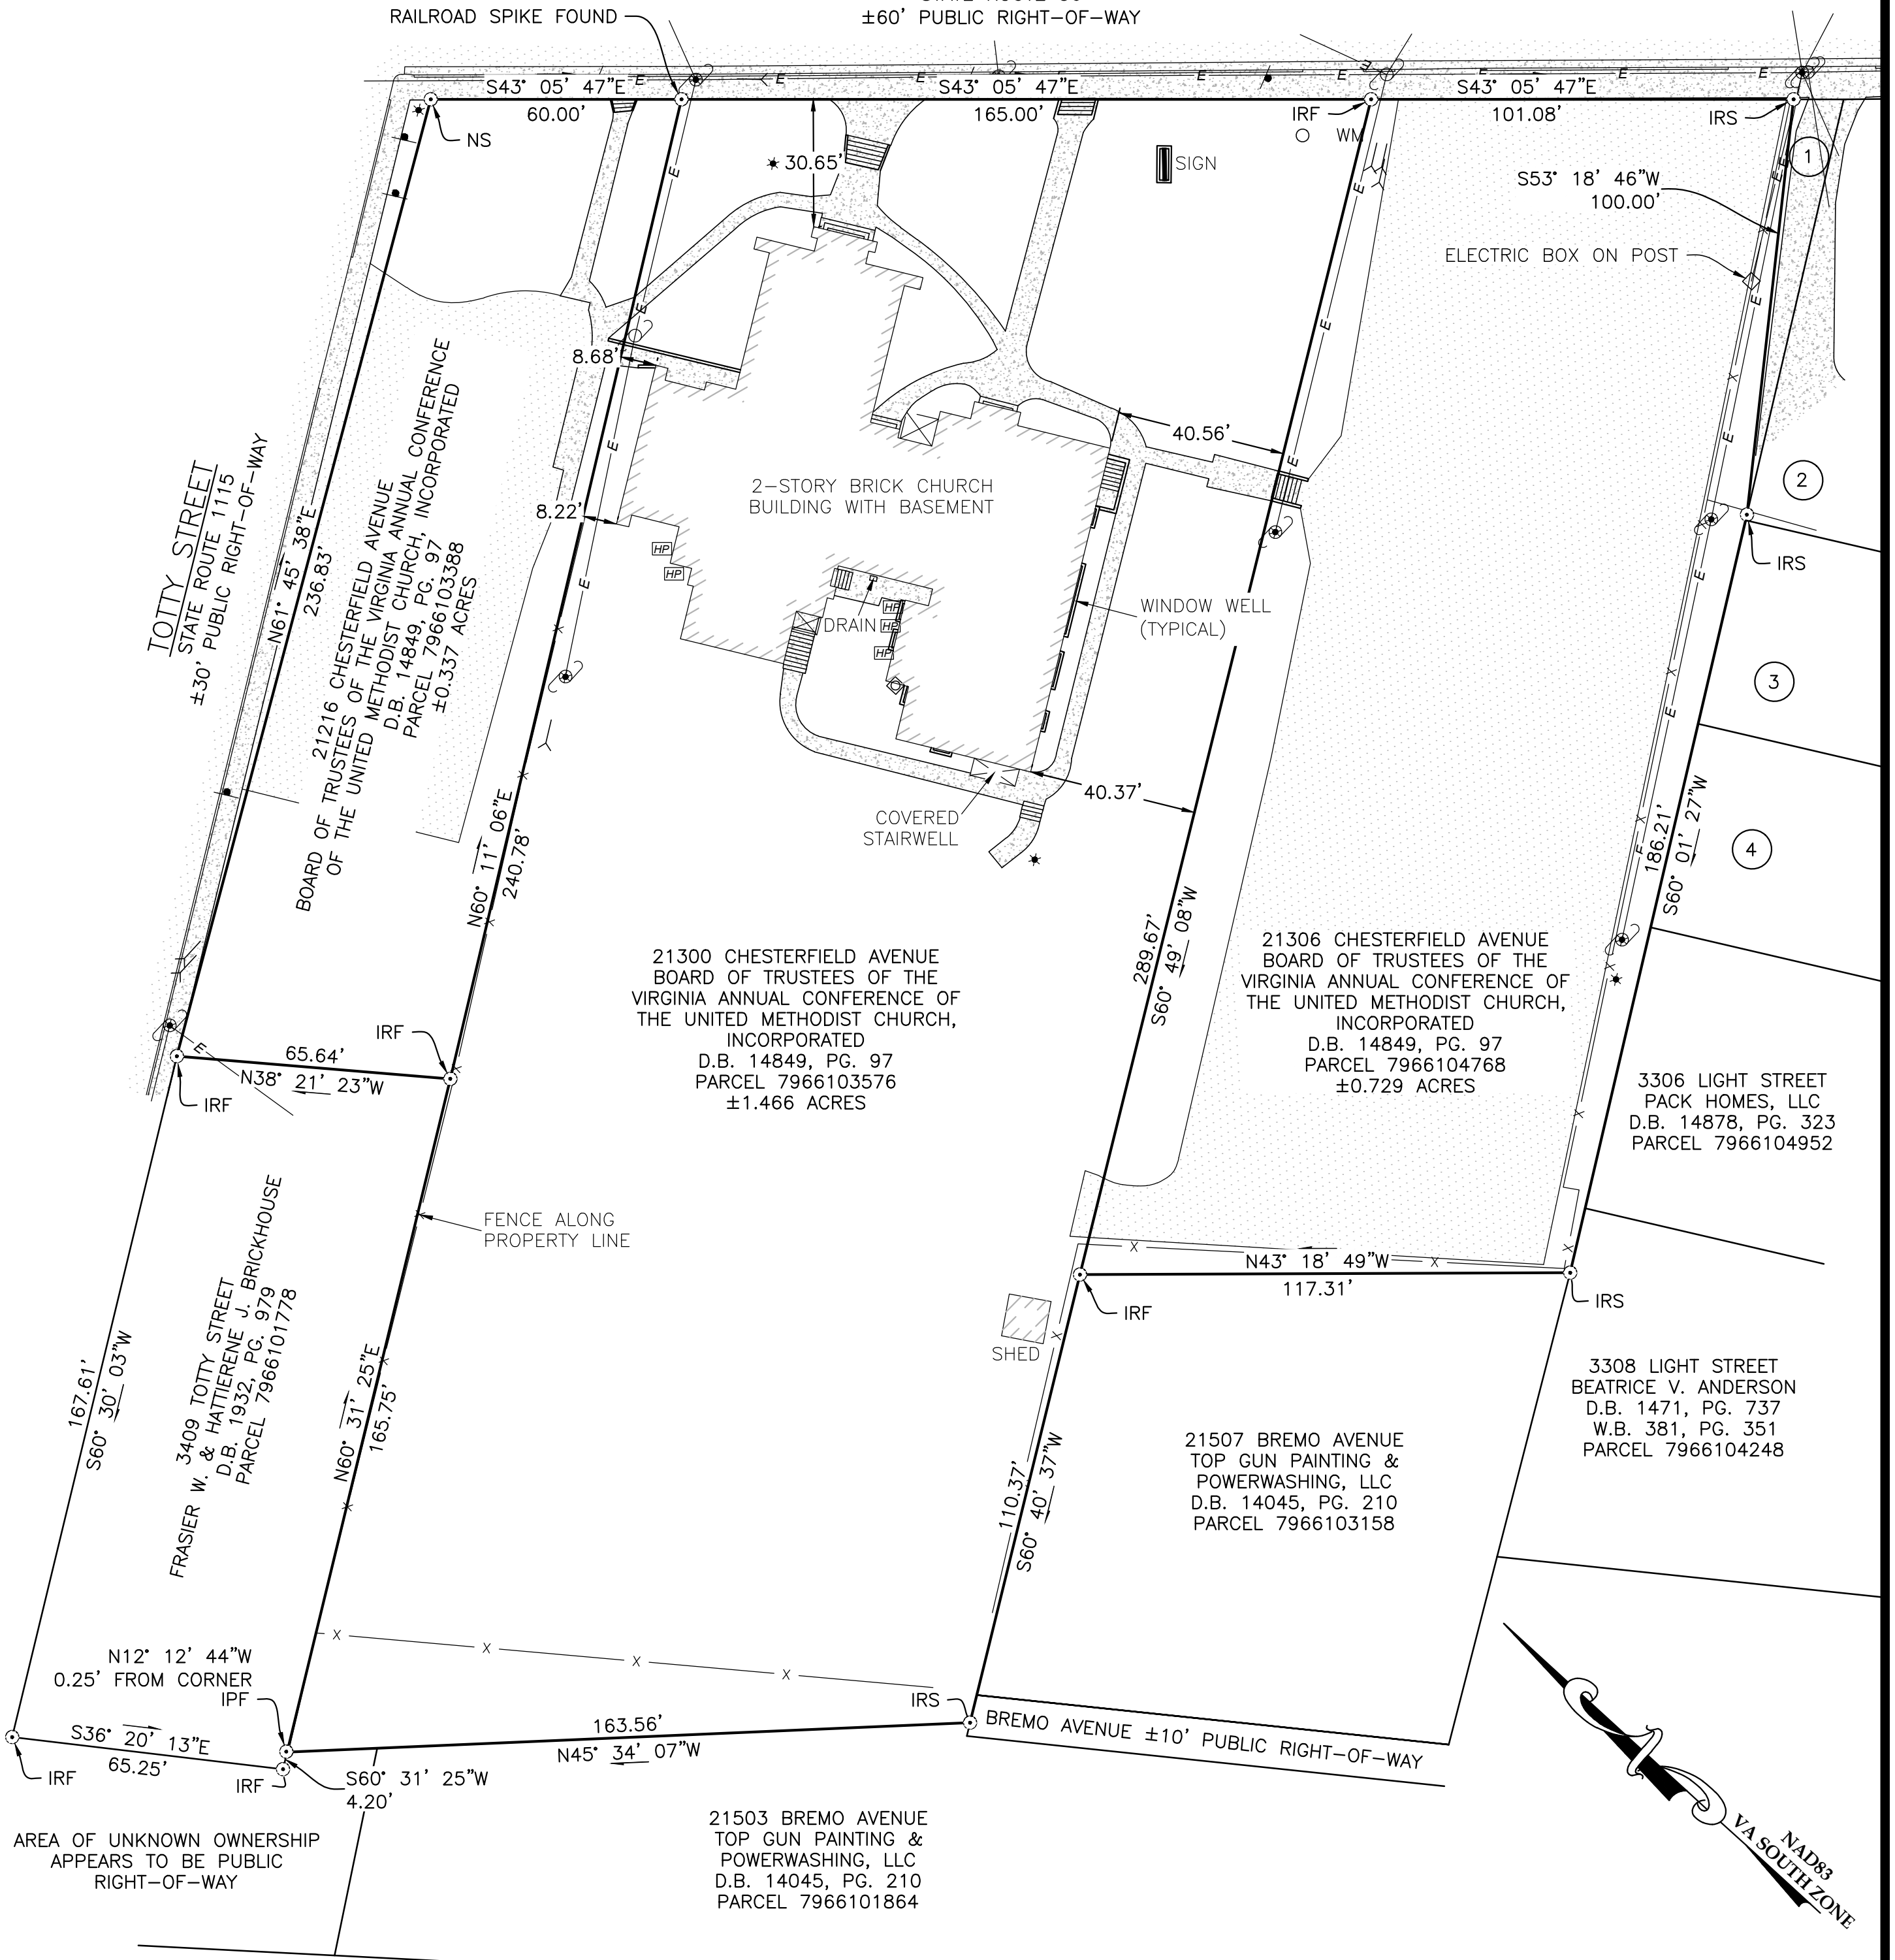 RAILROAD SPIKE FOUND
±60' PUBLIC RIGHT-OF-WAY
S43° 05' 47"E
60.00'
S43° 05' 47"E
165.00'
S43° 05' 47"E
101.08'
NS
IRF
IRS
WM
SIGN
30.65'
1
S53° 18' 46"W
100.00'
ELECTRIC BOX ON POST
8.68'
8.22'
40.56'
2-STORY BRICK CHURCH
BUILDING WITH BASEMENT
HP
HP
HP
HP
HP
DRAIN
WINDOW WELL
(TYPICAL)
2
IRS
3
4
TOTTY STREET
STATE ROUTE 1115
±30' PUBLIC RIGHT-OF-WAY
N61° 45' 38"E
236.83'
21216 CHESTERFIELD AVENUE
BOARD OF TRUSTEES OF THE VIRGINIA ANNUAL CONFERENCE
OF THE UNITED METHODIST CHURCH, INCORPORATED
D.B. 14849, PG. 97
PARCEL 7966103388
±0.337 ACRES
N60° 11' 06"E
240.78'
COVERED
STAIRWELL
40.37'
289.67'
S60° 49' 08"W
186.21'
S60° 01' 27"W
21300 CHESTERFIELD AVENUE
BOARD OF TRUSTEES OF THE
VIRGINIA ANNUAL CONFERENCE OF
THE UNITED METHODIST CHURCH,
INCORPORATED
D.B. 14849, PG. 97
PARCEL 7966103576
±1.466 ACRES
21306 CHESTERFIELD AVENUE
BOARD OF TRUSTEES OF THE
VIRGINIA ANNUAL CONFERENCE OF
THE UNITED METHODIST CHURCH,
INCORPORATED
D.B. 14849, PG. 97
PARCEL 7966104768
±0.729 ACRES
3306 LIGHT STREET
PACK HOMES, LLC
D.B. 14878, PG. 323
PARCEL 7966104952
IRF
65.64'
N38° 21' 23"W
IRF
FENCE ALONG
PROPERTY LINE
N43° 18' 49"W
117.31'
IRF
IRS
SHED
3409 TOTTY STREET
FRASIER W. & HATTIERENE J. BRICKHOUSE
D.B. 1932, PG. 979
PARCEL 7966101778
167.61'
S60° 30' 03"W
N60° 31' 25"E
165.75'
110.37'
S60° 40' 37"W
21507 BREMO AVENUE
TOP GUN PAINTING &
POWERWASHING, LLC
D.B. 14045, PG. 210
PARCEL 7966103158
3308 LIGHT STREET
BEATRICE V. ANDERSON
D.B. 1471, PG. 737
W.B. 381, PG. 351
PARCEL 7966104248
N12° 12' 44"W
0.25' FROM CORNER
IPF
IRS
S36° 20' 13"E
65.25'
IRF
IRF
163.56'
N45° 34' 07"W
S60° 31' 25"W
4.20'
BREMO AVENUE ±10' PUBLIC RIGHT-OF-WAY
AREA OF UNKNOWN OWNERSHIP
APPEARS TO BE PUBLIC
RIGHT-OF-WAY
21503 BREMO AVENUE
TOP GUN PAINTING &
POWERWASHING, LLC
D.B. 14045, PG. 210
PARCEL 7966101864
NAD83
VA SOUTH ZONE